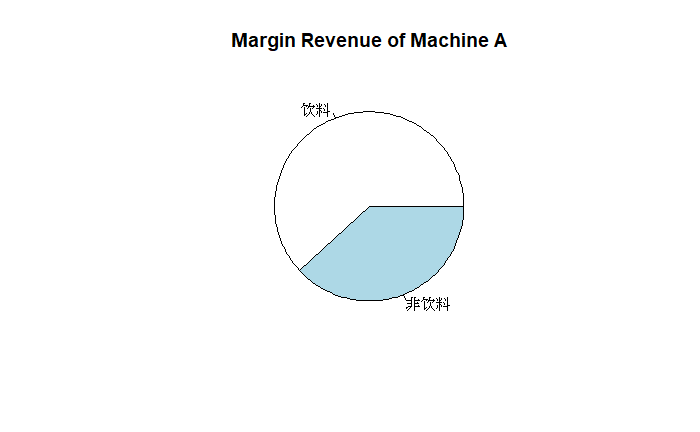 Margin Revenue of Machine A
饮料
非饮料